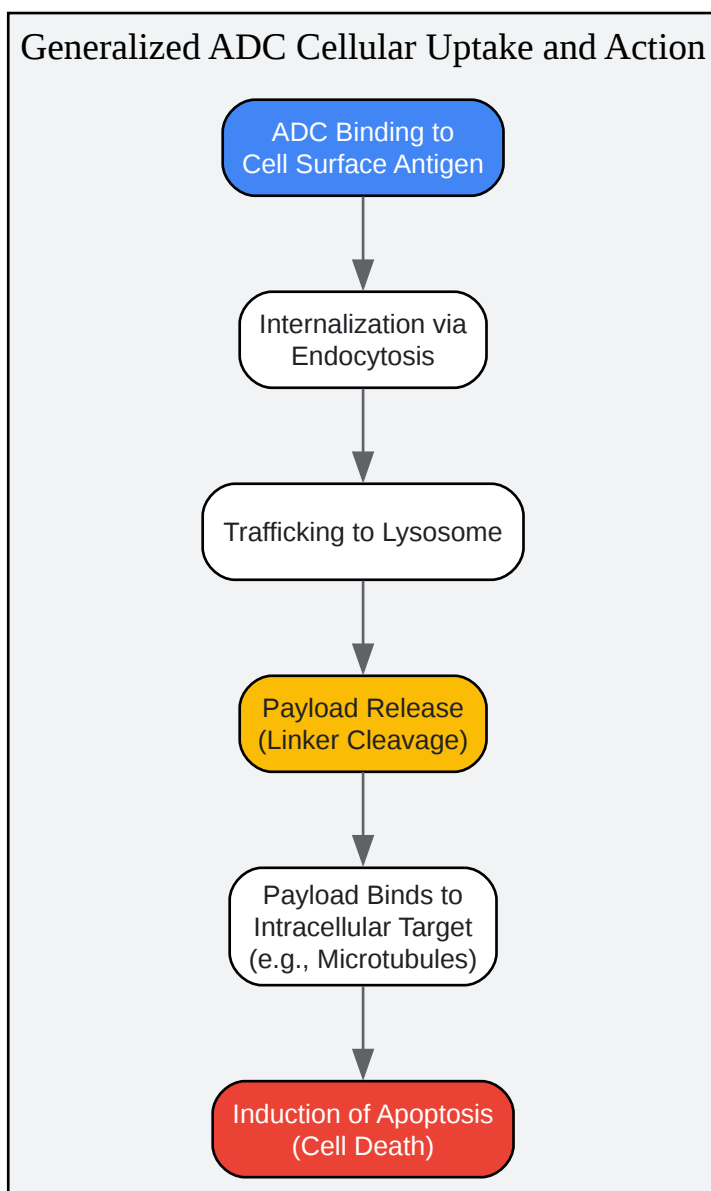 Generalized ADC Cellular Uptake and Action
ADC Binding to
Cell Surface Antigen
Internalization via
Endocytosis
Trafficking to Lysosome
Payload Release
(Linker Cleavage)
Payload Binds to
Intracellular Target
(e.g., Microtubules)
Induction of Apoptosis
(Cell Death)